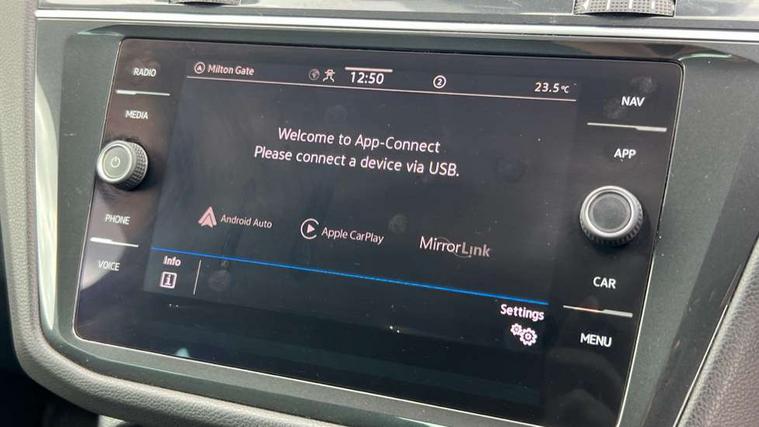 RADIO
MEDIA
PHONE
VOICE
Milton Gate
12:50
2
23.5°C
Welcome to App-Connect
Please connect a device via USB.
Android Auto
Apple CarPlay
MirrorLink
Info
Settings
NAV
APP
CAR
MENU